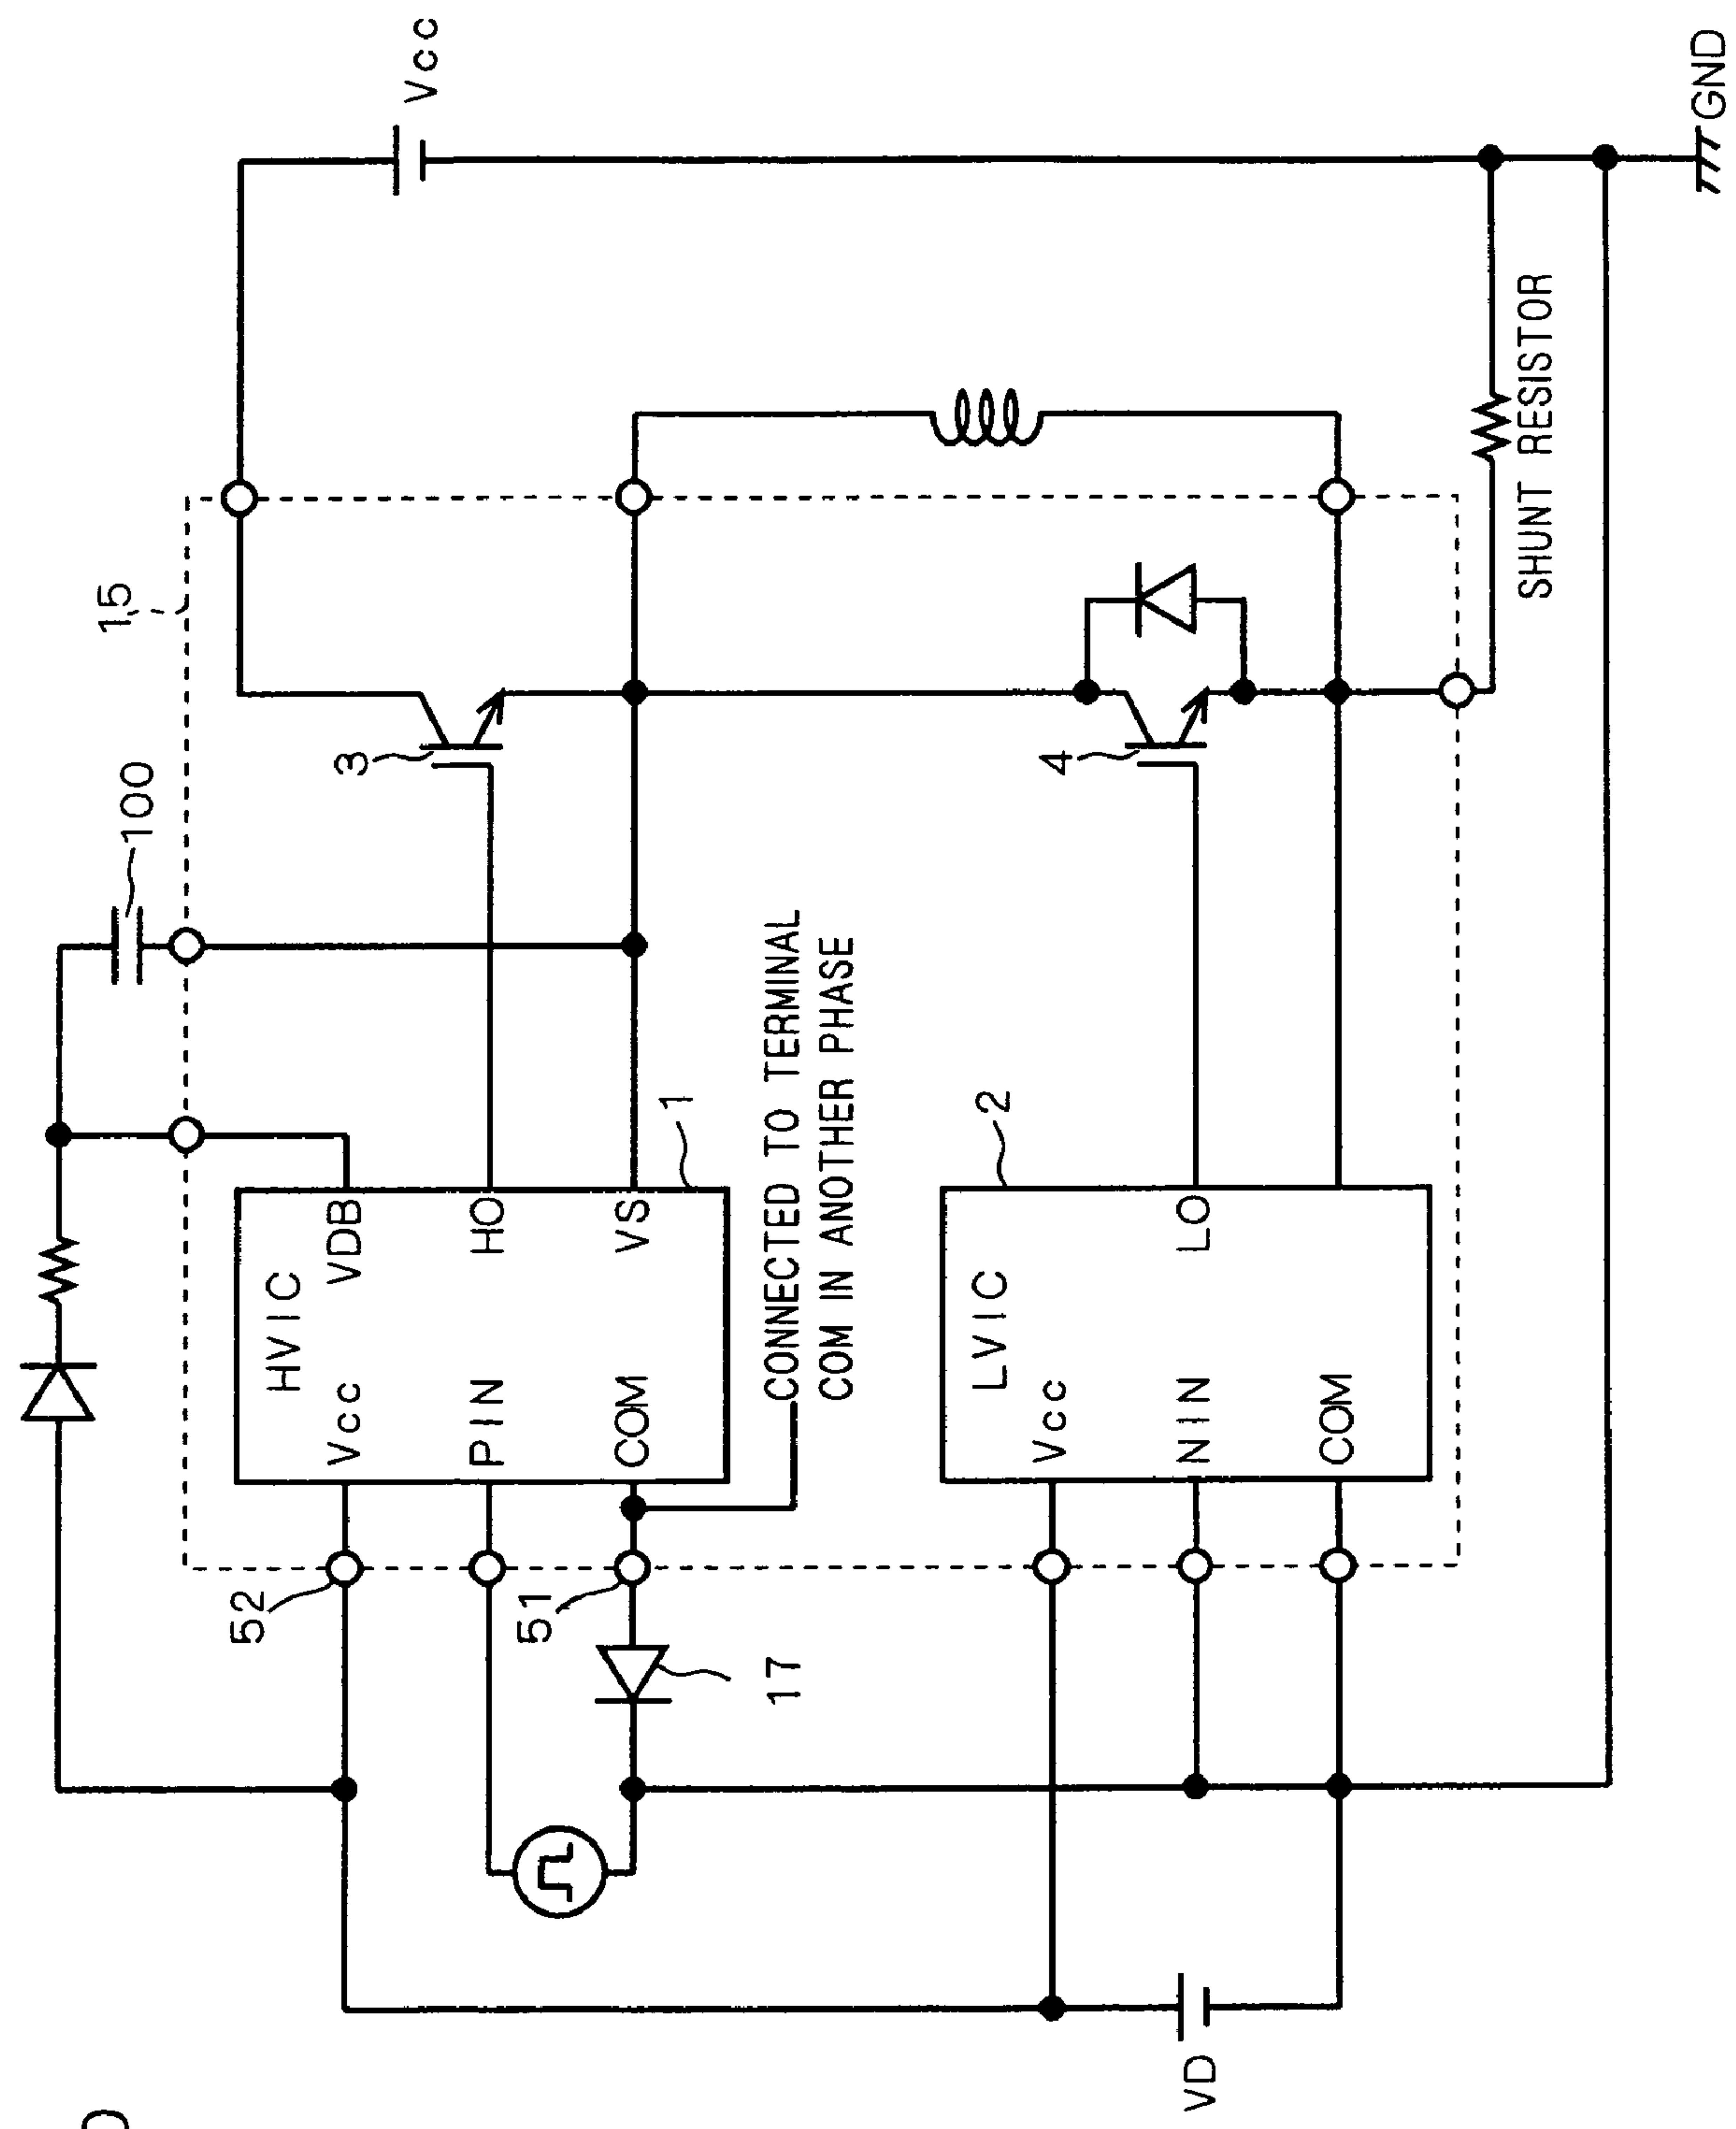 100
15
52
HVIC
Vcc
VDB
3
Vcc
PIN
HO
51
COM
VS
1
17
CONNECTED TO TERMINAL
COM IN ANOTHER PHASE
LVIC
2
Vcc
4
VD
NIN
LO
COM
SHUNT RESISTOR
GND